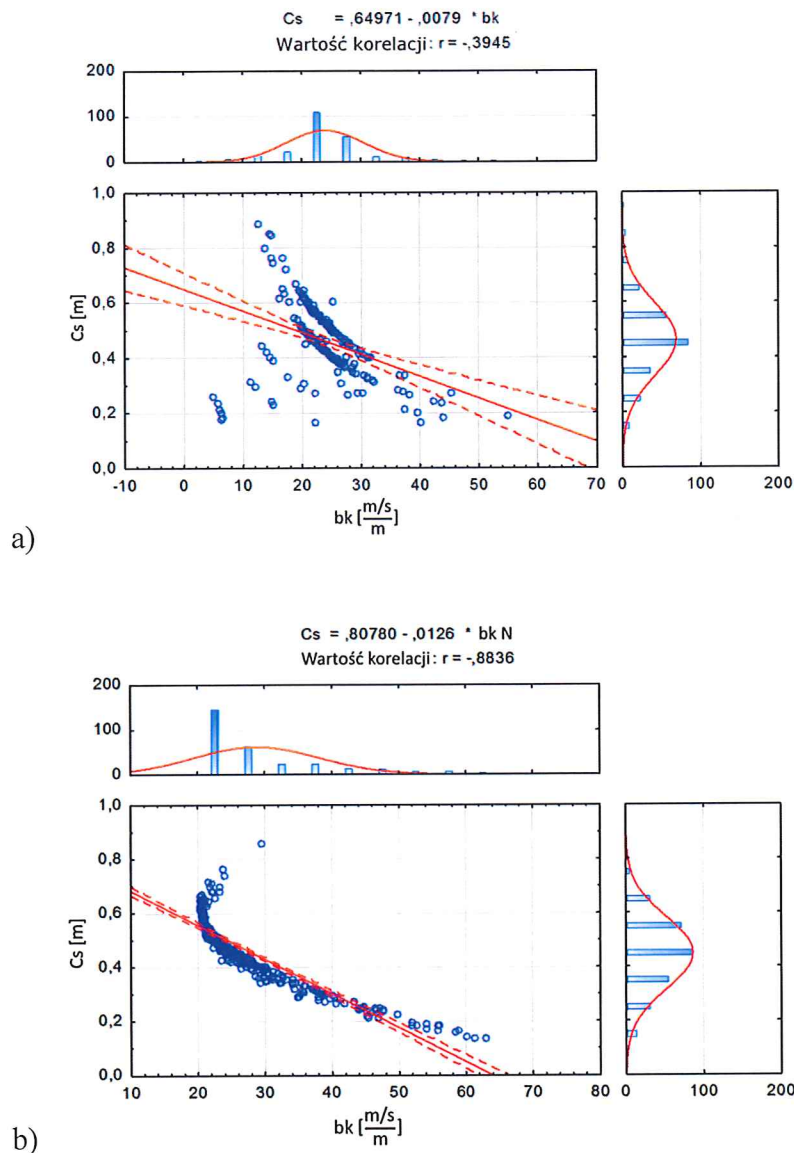 Cs = ,64971 - ,0079 * bk
Wartość korelacji: r = -,3945
200
100
0
1,0
0,8
0,6
0,4
0,2
0,0
Cs [m]
-10 0 10 20 30 40 50 60 70
0 100 200
bk [m/s/m]
a)
Cs = ,80780 - ,0126 * bk N
Wartość korelacji: r = -,8836
200
100
0
1,0
0,8
0,6
0,4
0,2
0,0
Cs [m]
10 20 30 40 50 60 70 80
0 100 200
bk [m/s/m]
b)